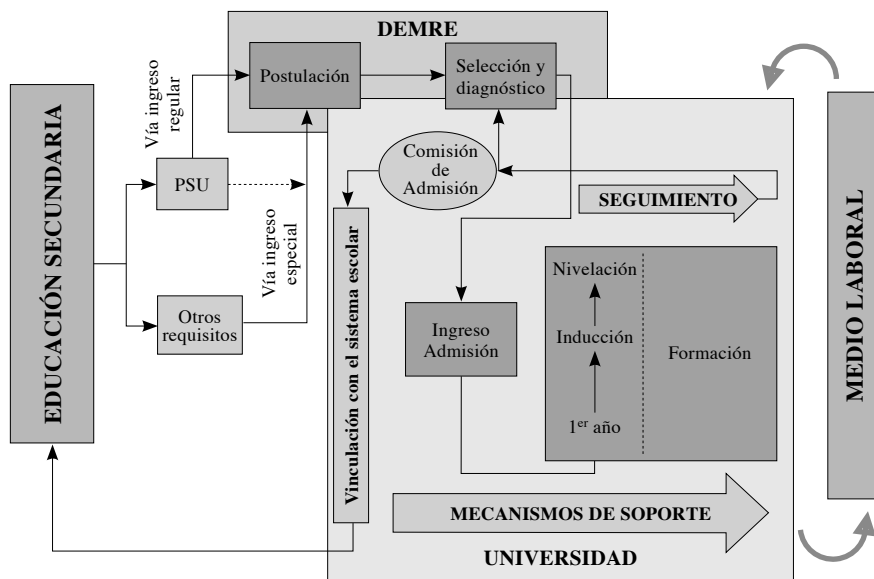 DEMRE
Postulación
Selección y
diagnóstico
Vía ingreso
regular
EDUCACIÓN SECUNDARIA
PSU
Vía ingreso
especial
Otros
requisitos
Comisión
de
Admisión
SEGUIMIENTO
Vinculación con el sistema escolar
Ingreso
Admisión
Nivelación
Inducción
1er año
Formación
MECANISMOS DE SOPORTE
UNIVERSIDAD
MEDIO LABORAL